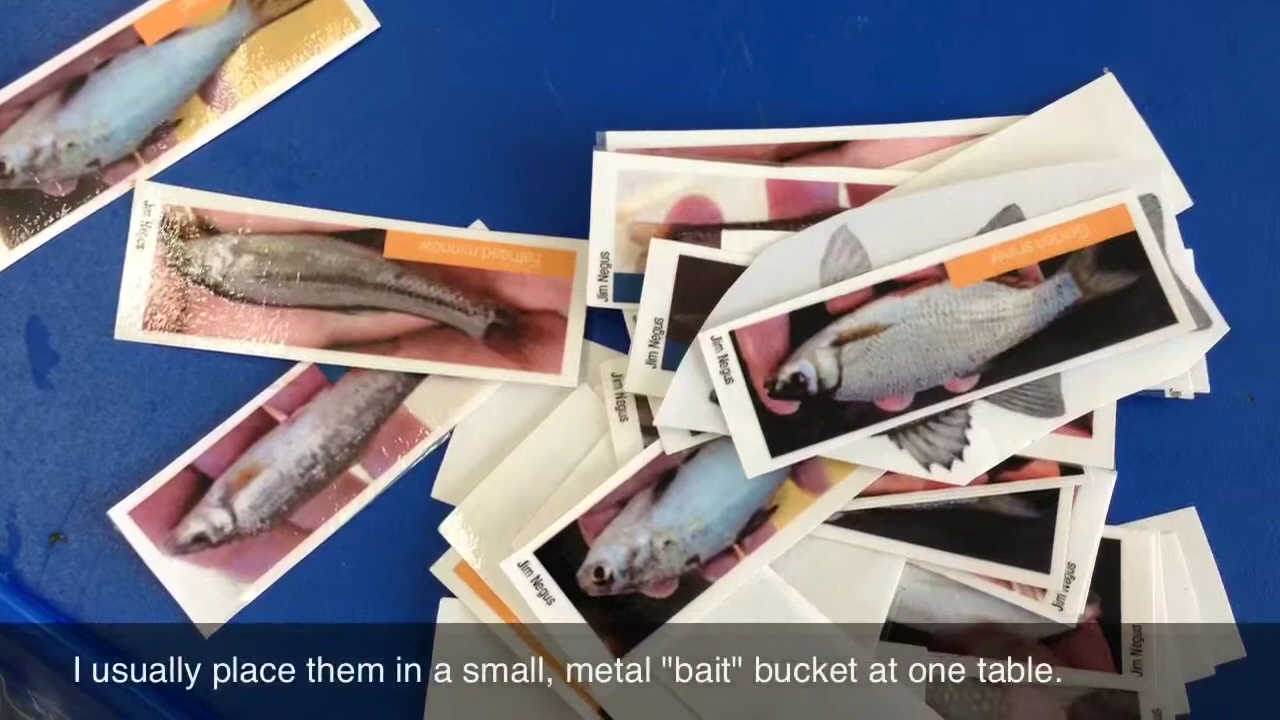 Jim Negus
Fathead minnow
Jim Negus
Golden shiner
Jim Negus
Jim Negus
Jim Negus
Jim Negus
Jim Negus
Jim Negus
I usually place them in a small, metal "bait" bucket at one table.